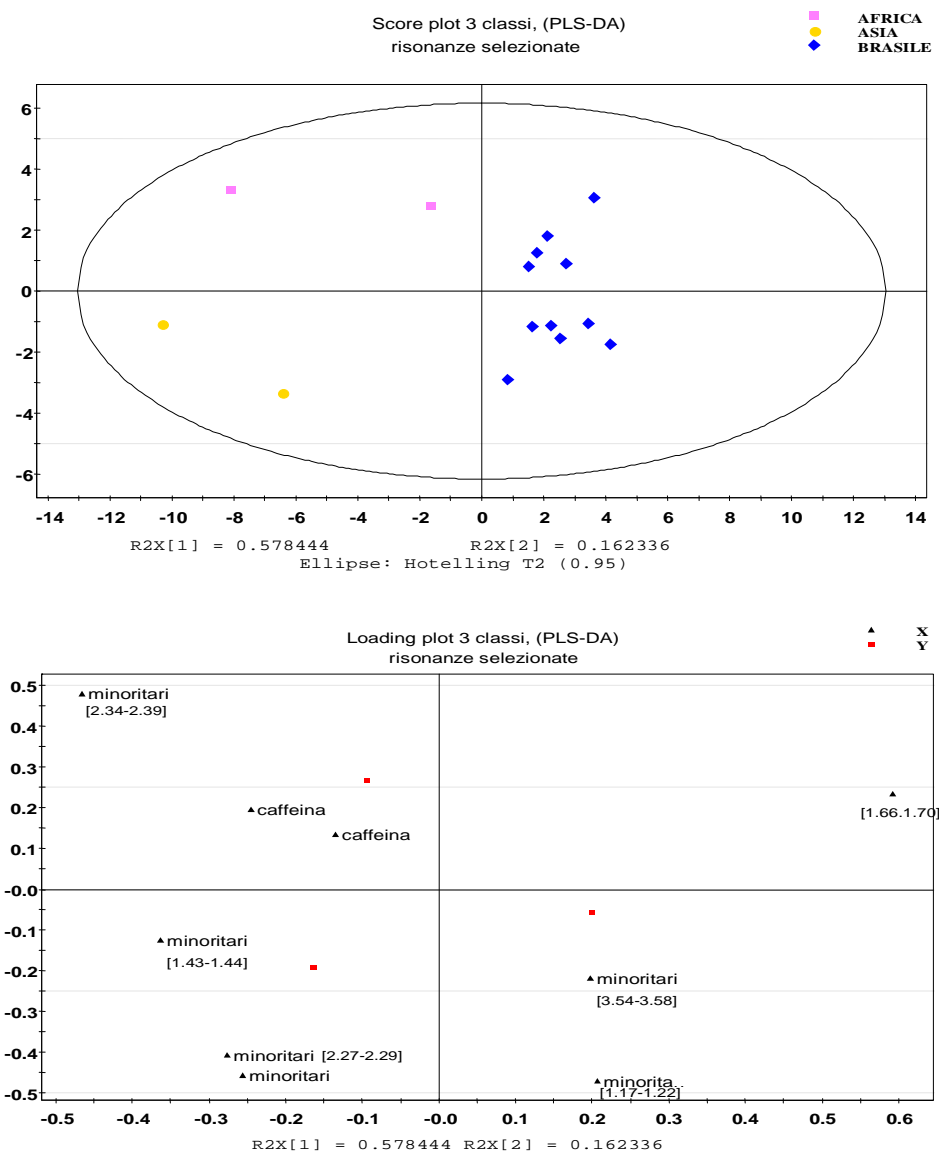 Score plot 3 classi, (PLS-DA)
risonanze selezionate
AFRICA
ASIA
BRASILE
6
4
2
0
-2
-4
-6
-14 -12 -10 -8 -6 -4 -2 0 2 4 6 8 10 12 14
R2X[1] = 0.578444 R2X[2] = 0.162336
Ellipse: Hotelling T2 (0.95)
Loading plot 3 classi, (PLS-DA)
risonanze selezionate
X
Y
0.5
0.4
0.3
0.2
0.1
-0.0
-0.1
-0.2
-0.3
-0.4
-0.5
minoritari
[2.34-2.39]
caffeina
caffeina
[1.66.1.70]
minoritari
[1.43-1.44]
minoritari
[3.54-3.58]
minoritari [2.27-2.29]
minoritari
minorita..
[1.17-1.22]
-0.5 -0.4 -0.3 -0.2 -0.1 -0.0 0.1 0.2 0.3 0.4 0.5 0.6
R2X[1] = 0.578444 R2X[2] = 0.162336